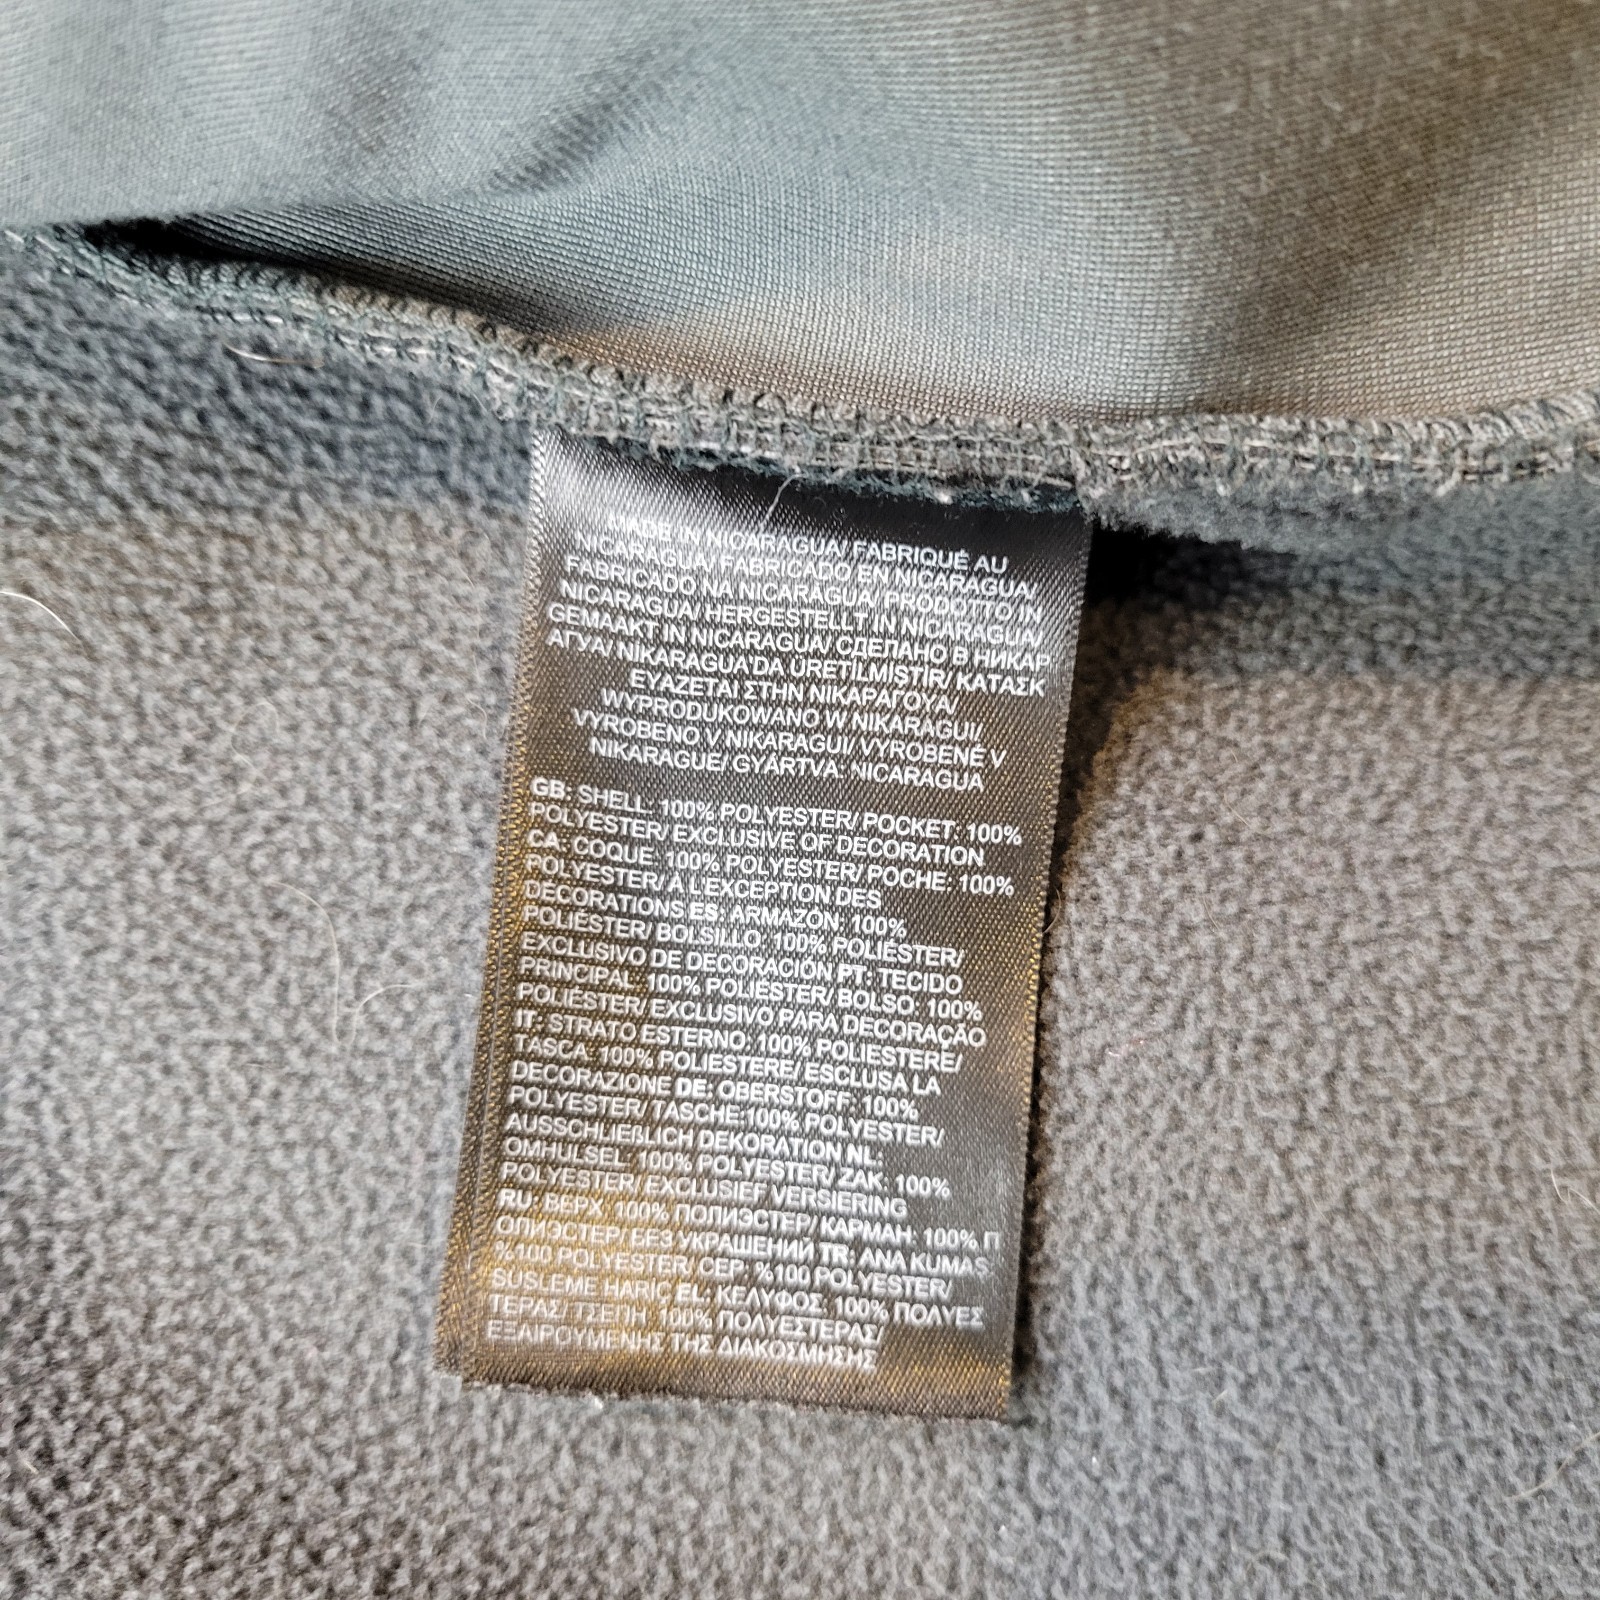 MADE IN NICARAGUA/ FABRIQUÉ AU
NICARAGUA/ FABRICADO EN NICARAGUA/
FABRICADO NA NICARAGUA/ PRODOTTO IN
NICARAGUA/ HERGESTELLT IN NICARAGUA/
GEMAAKT IN NICARAGUA/ СДЕЛАНО В НИКАР
АГУА/ NİKARAGUA'DA ÜRETİLMİŞTİR/ ΚΑΤΑΣΚ
ΕΥΑΖΕΤΑΙ ΣΤΗΝ ΝΙΚΑΡΑΓΟΥΑ/
WYPRODUKOWANO W NIKARAGUI/
VYROBENO V NIKARAGUI/ VYROBENÉ V
NIKARAGUE/ GYÁRTVA: NICARAGUA
GB: SHELL: 100% POLYESTER/ POCKET: 100%
POLYESTER/ EXCLUSIVE OF DECORATION
CA: COQUE: 100% POLYESTER/ POCHE: 100%
POLYESTER/ À L'EXCEPTION DES
DÉCORATIONS ES: ARMAZÓN: 100%
POLIÉSTER/ BOLSILLO: 100% POLIÉSTER/
EXCLUSIVO DE DECORACIÓN PT: TECIDO
PRINCIPAL: 100% POLIÉSTER/ BOLSO: 100%
POLIÉSTER/ EXCLUSIVO PARA DECORAÇÃO
IT: STRATO ESTERNO: 100% POLIESTERE/
TASCA: 100% POLIESTERE/ ESCLUSA LA
DECORAZIONE DE: OBERSTOFF: 100%
POLYESTER/ TASCHE:100% POLYESTER/
AUSSCHLIEßLICH DEKORATION NL:
OMHULSEL: 100% POLYESTER/ ZAK: 100%
POLYESTER/ EXCLUSIEF VERSIERING
RU: ВЕРХ: 100% ПОЛИЭСТЕР/ КАРМАН: 100% П
ОЛИЭСТЕР/ БЕЗ УКРАШЕНИЙ TR: ANA KUMAŞ:
%100 POLYESTER/ CEP: %100 POLYESTER/
SÜSLEME HARİÇ EL: ΚΕΛΥΦΟΣ: 100% ΠΟΛΥΕΣ
ΤΕΡΑΣ/ ΤΣΕΠΗ: 100% ΠΟΛΥΕΣΤΕΡΑΣ/
ΕΞΑΙΡΟΥΜΕΝΗΣ ΤΗΣ ΔΙΑΚΟΣΜΗΣΗΣ